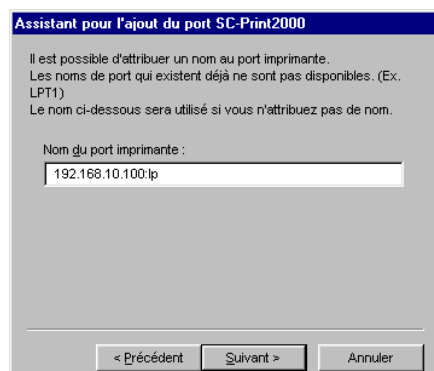 Assistant pour l'ajout du port SC-Print2000
Il est possible d'attribuer un nom au port imprimante.
Les noms de port qui existent déjà ne sont pas disponibles. (Ex.
LPT1)
Le nom ci-dessous sera utilisé si vous n'attribuez pas de nom.
Nom du port imprimante :
192.168.10.100:lp
< Précédent
Suivant >
Annuler